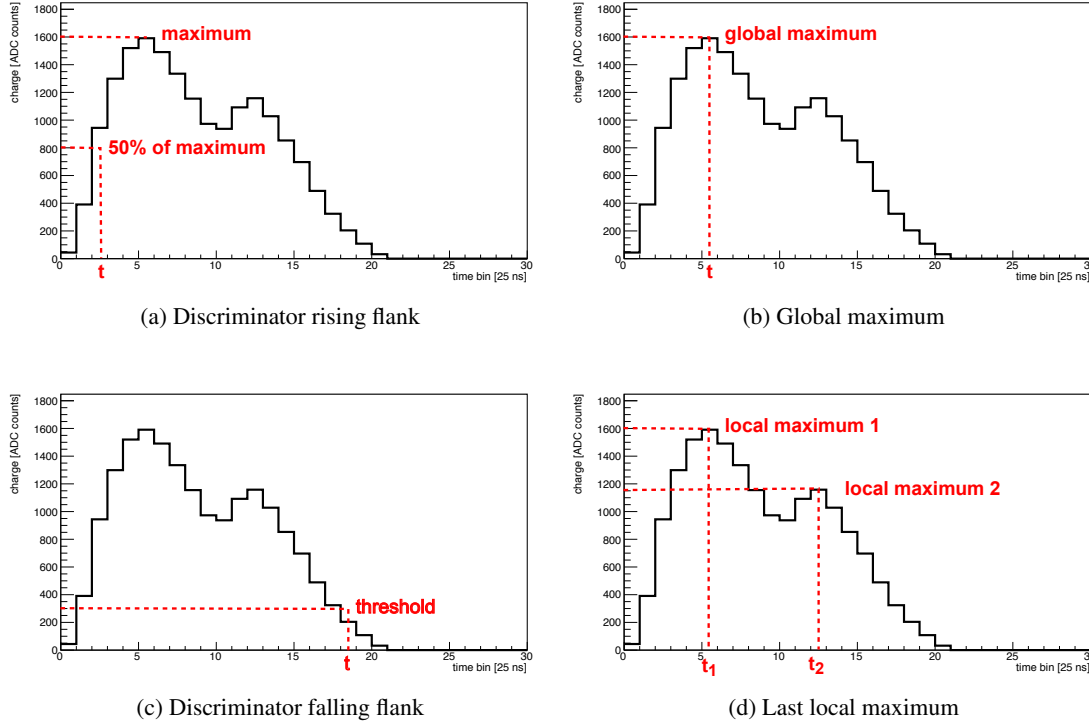 charge [ADC counts]
1800
1600
1400
1200
1000
800
600
400
200
0
maximum
50% of maximum
0 5 10 15 20 25 30
t
time bin [25 ns]
(a) Discriminator rising flank
charge [ADC counts]
1800
1600
1400
1200
1000
800
600
400
200
0
global maximum
0 5 10 15 20 25 30
t
time bin [25 ns]
(b) Global maximum
charge [ADC counts]
1800
1600
1400
1200
1000
800
600
400
200
0
threshold
0 5 10 15 20 25 30
t
time bin [25 ns]
(c) Discriminator falling flank
charge [ADC counts]
1800
1600
1400
1200
1000
800
600
400
200
0
local maximum 1
local maximum 2
0 5 10 15 20 25 30
t1 t2
time bin [25 ns]
(d) Last local maximum